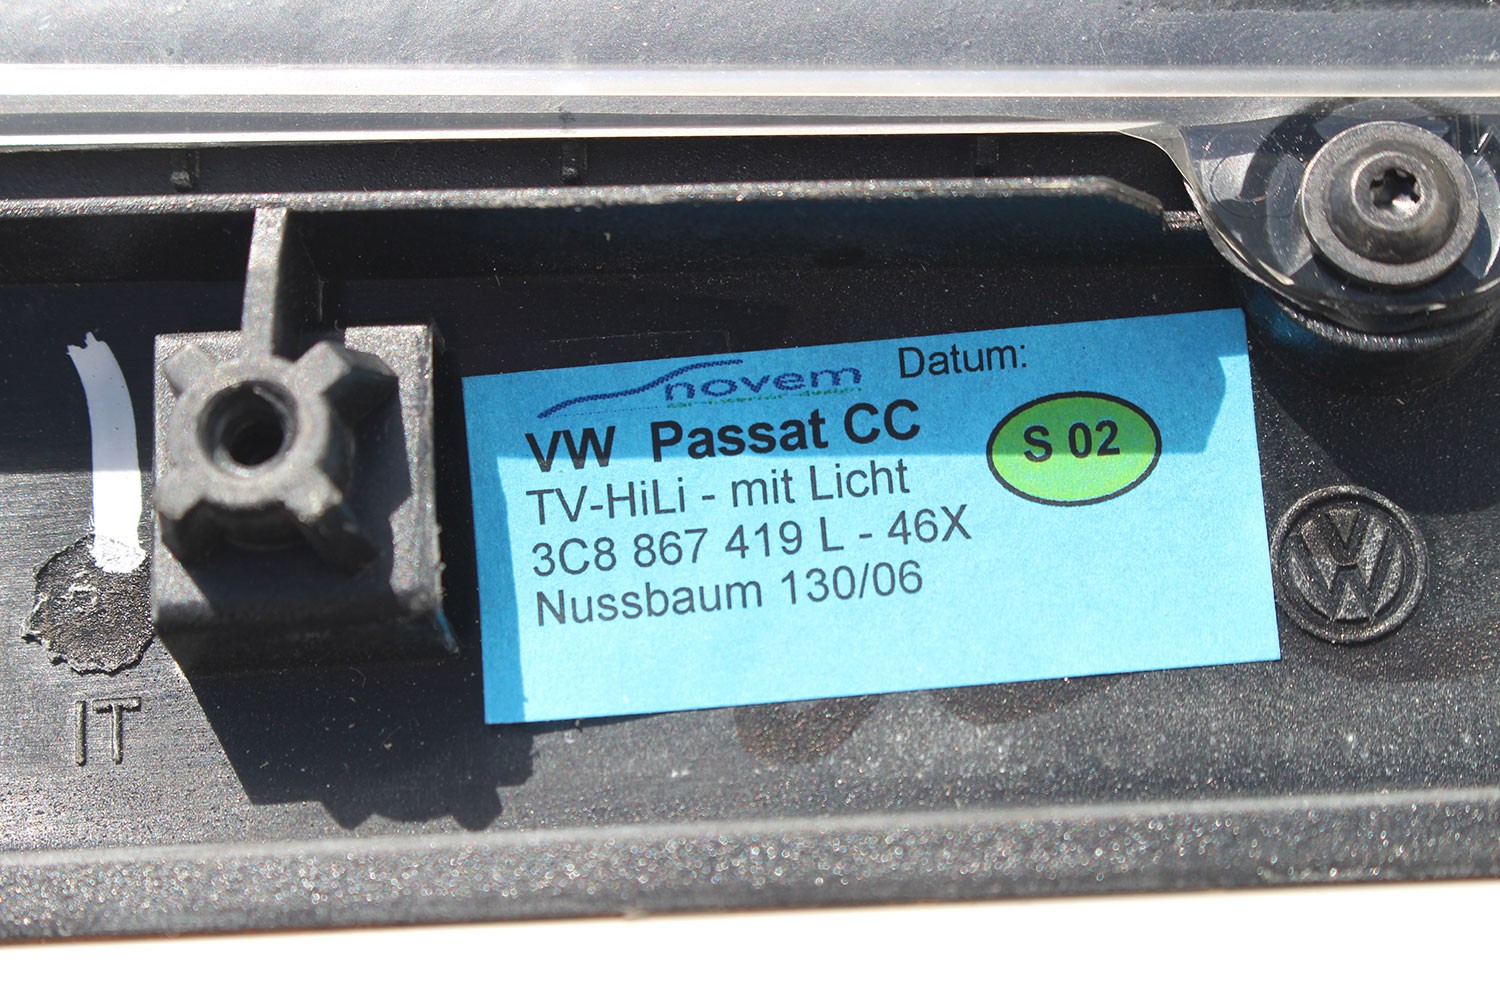 novem Datum:
VW Passat CC
S 02
TV-HiLi - mit Licht
3C8 867 419 L - 46X
Nussbaum 130/06
IT